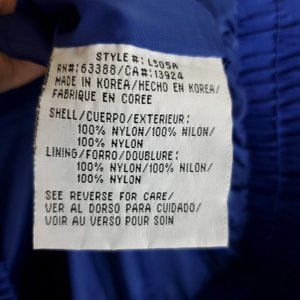 STYLE#: L505A
RN#:63388/CA#:13924
MADE IN KOREA/HECHO EN KOREA/
FABRIQUE EN COREE
SHELL/CUERPO/EXTERIEUR:
100% NYLON/100% NILON/
100% NYLON
LINING/FORRO/DOUBLURE:
100% NYLON/100% NILON/
100% NYLON
SEE REVERSE FOR CARE/
VER AL DORSO PARA CUIDADO/
VOIR AU VERSO POUR SOIN